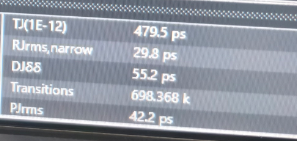 TJ(1E-12) 479.5 ps
RJrms,narrow 29.8 ps
DJδδ 55.2 ps
Transitions 698.368 k
PJrms 42.2 ps